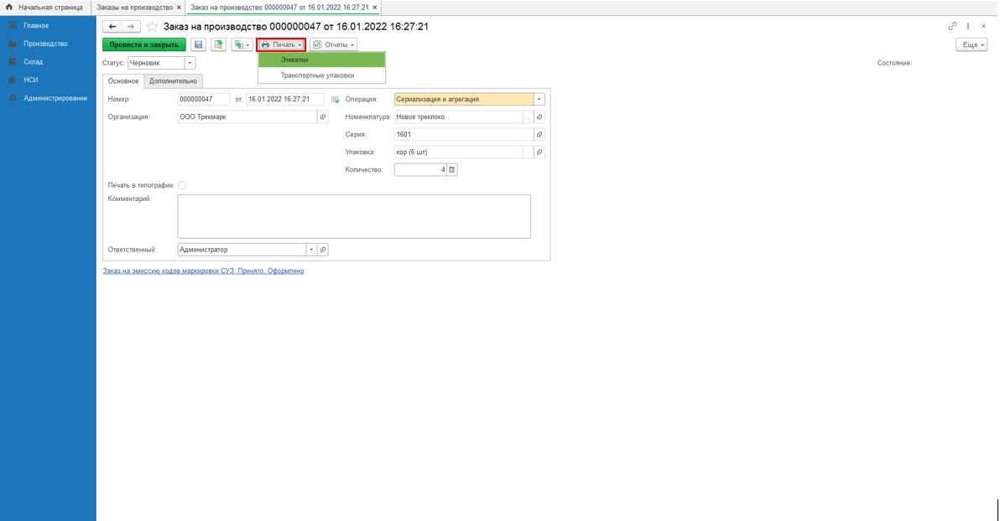 Начальная страница
Заказы на производство ×
Заказ на производство 000000047 от 16.01.2022 16:27:21 ×
Главное
Производство
Склад
НСИ
Администрирование
Заказ на производство 000000047 от 16.01.2022 16:27:21
Провести и закрыть
Печать
Отчеты
Еще
Этикетки
Транспортные упаковки
Статус: Черновик
Состояние:
Основное
Дополнительно
Номер: 000000047 от: 16.01.2022 16:27:21
Операция: Сериализация и агрегация
Организация: ООО Трекмарк
Номенклатура: Новое треклоко
Серия: 1601
Упаковка: кор (6 шт)
Количество: 4
Печать в типографии:
Комментарий:
Ответственный: Администратор
Заказ на эмиссию кодов маркировки СУЗ: Принято, Оформлено